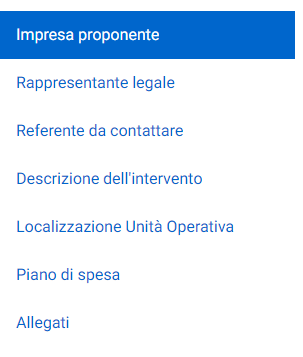 Impresa proponente
Rappresentante legale
Referente da contattare
Descrizione dell'intervento
Localizzazione Unità Operativa
Piano di spesa
Allegati